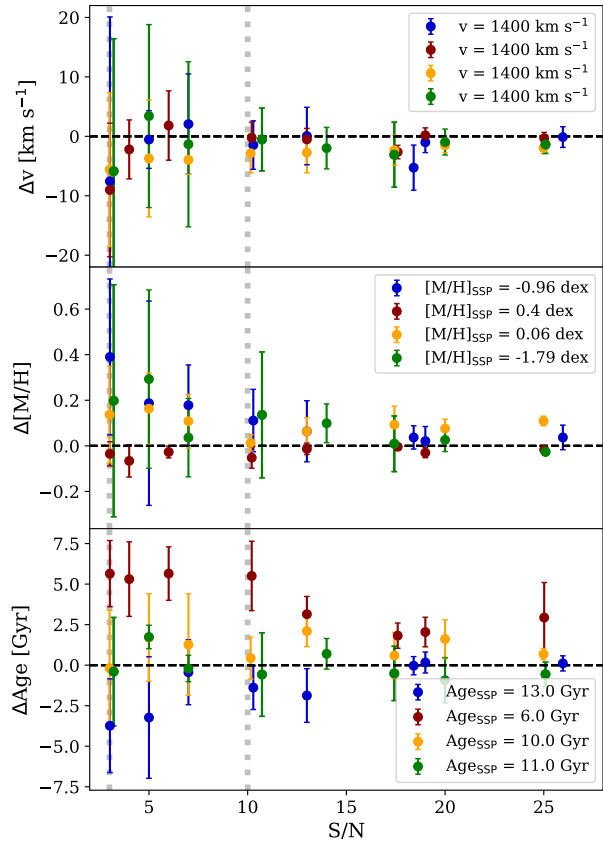 20
10
0
−10
−20
Δv [km s⁻¹]
v = 1400 km s⁻¹
v = 1400 km s⁻¹
v = 1400 km s⁻¹
v = 1400 km s⁻¹
0.6
0.4
0.2
0.0
−0.2
Δ[M/H]
[M/H]SSP = -0.96 dex
[M/H]SSP = 0.4 dex
[M/H]SSP = 0.06 dex
[M/H]SSP = -1.79 dex
7.5
5.0
2.5
0.0
−2.5
−5.0
−7.5
ΔAge [Gyr]
AgeSSP = 13.0 Gyr
AgeSSP = 6.0 Gyr
AgeSSP = 10.0 Gyr
AgeSSP = 11.0 Gyr
5 10 15 20 25
S/N